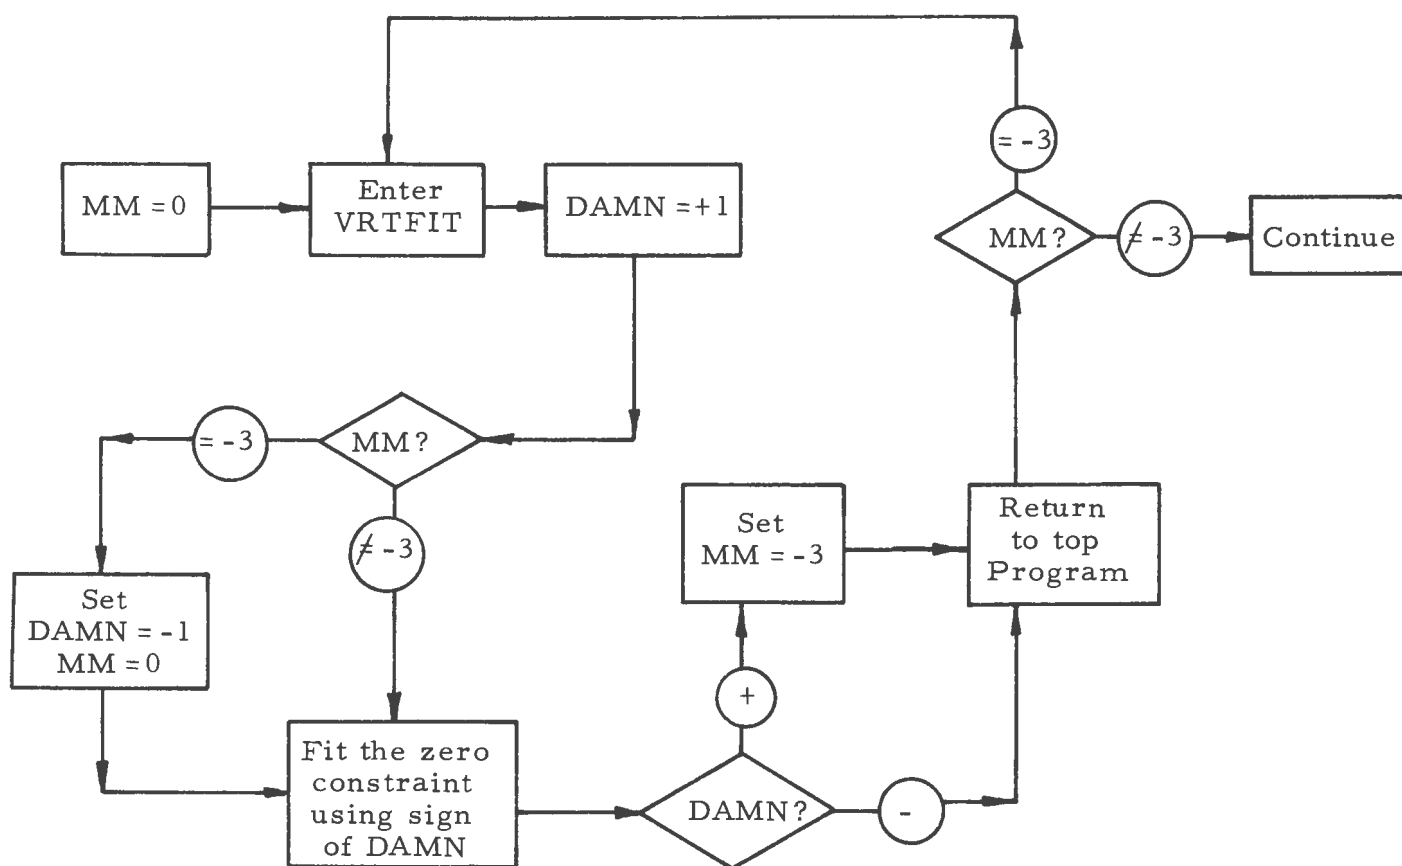 = -3
MM = 0
Enter
VRTFIT
DAMN = +1
MM?
≠ -3
Continue
= -3
MM?
≠ -3
Set
MM = -3
Return
to top
Program
Set
DAMN = -1
MM = 0
+
Fit the zero
constraint
using sign
of DAMN
DAMN?
-